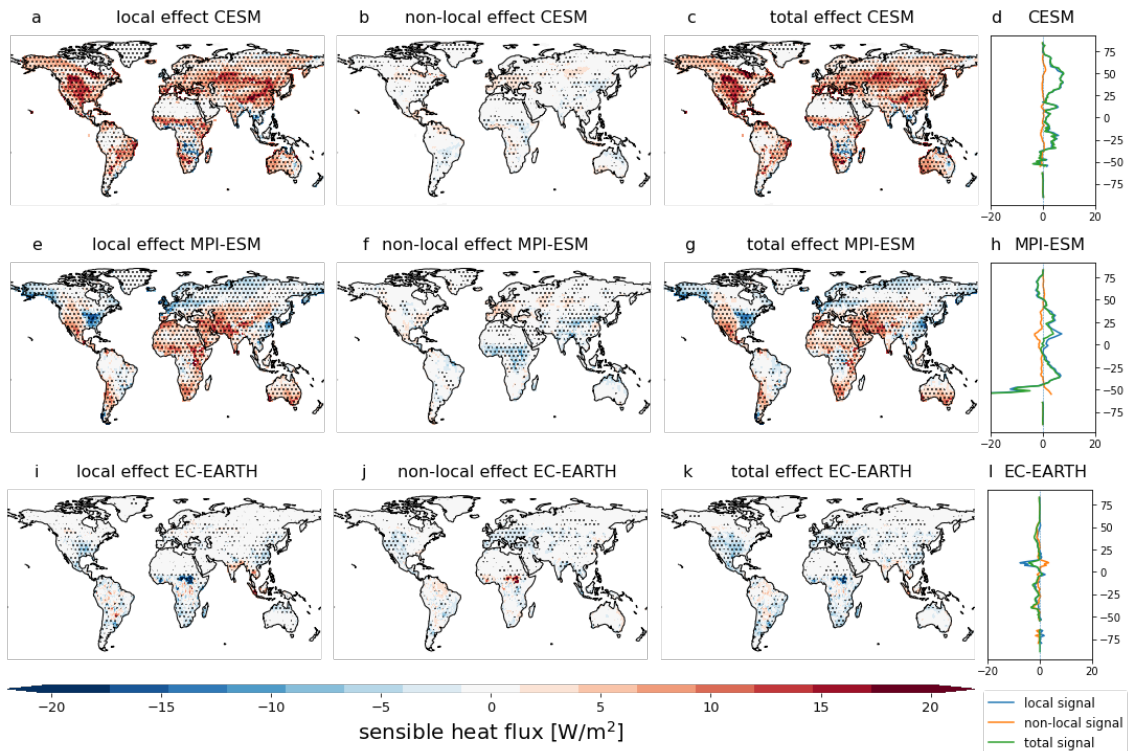 a local effect CESM b non-local effect CESM c total effect CESM d CESM
75
50
25
0
−25
−50
−75
−20 0 20
e local effect MPI-ESM f non-local effect MPI-ESM g total effect MPI-ESM h MPI-ESM
75
50
25
0
−25
−50
−75
−20 0 20
i local effect EC-EARTH j non-local effect EC-EARTH k total effect EC-EARTH l EC-EARTH
75
50
25
0
−25
−50
−75
−20 0 20
−20 −15 −10 −5 0 5 10 15 20
sensible heat flux [W/m²]
local signal
non-local signal
total signal